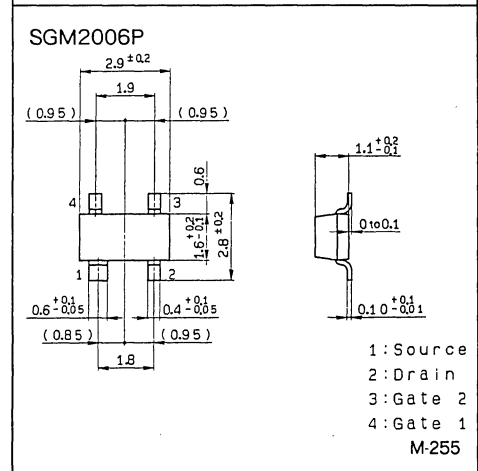 SGM2006P
2.9 ±0.2
1.9
(0.95) (0.95)
1.1 +0.2 -0.1
0.6
4 3
1.6 +0.2 -0.1
2.8 ±0.2
0 to 0.1
1 2
0.6 +0.1 -0.05 0.4 +0.1 -0.05
0.10 +0.1 -0.01
(0.85) (0.95)
1.8
1:Source
2:Drain
3:Gate 2
4:Gate 1
M-255